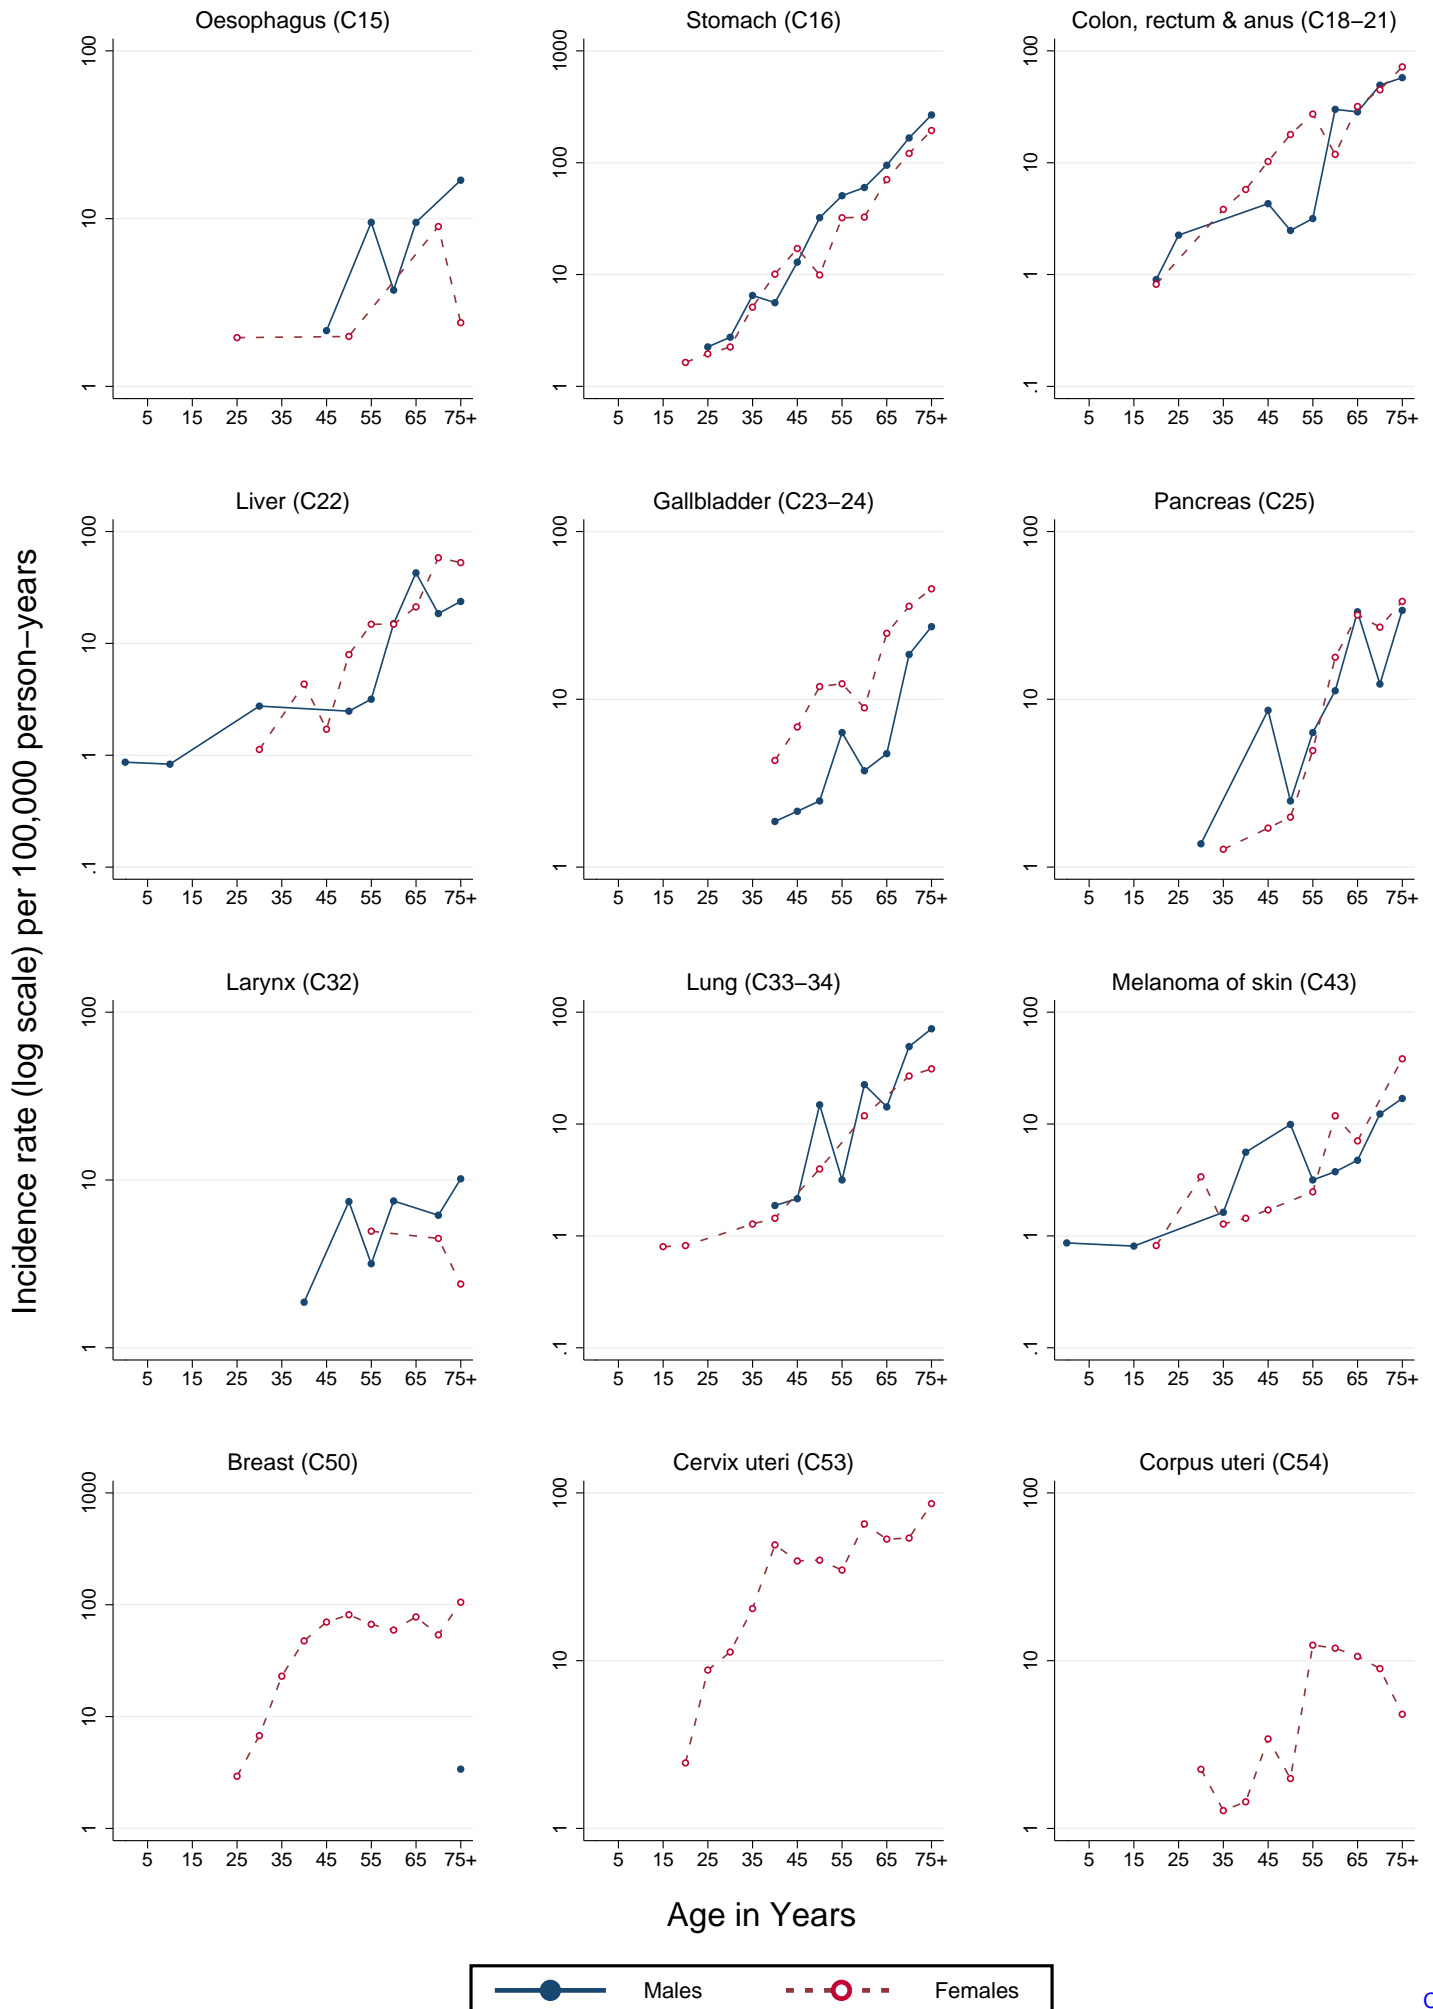 Oesophagus (C15)
Stomach (C16)
Colon, rectum & anus (C18–21)
100
10
1
5 15 25 35 45 55 65 75+
1000
100
10
1
5 15 25 35 45 55 65 75+
100
10
1
.1
5 15 25 35 45 55 65 75+
Incidence rate (log scale) per 100,000 person–years
Liver (C22)
Gallbladder (C23–24)
Pancreas (C25)
100
10
1
.1
5 15 25 35 45 55 65 75+
100
10
1
5 15 25 35 45 55 65 75+
100
10
1
5 15 25 35 45 55 65 75+
Larynx (C32)
Lung (C33–34)
Melanoma of skin (C43)
100
10
1
5 15 25 35 45 55 65 75+
100
10
1
.1
5 15 25 35 45 55 65 75+
100
10
1
.1
5 15 25 35 45 55 65 75+
Breast (C50)
Cervix uteri (C53)
Corpus uteri (C54)
1000
100
10
1
5 15 25 35 45 55 65 75+
100
10
1
5 15 25 35 45 55 65 75+
100
10
1
5 15 25 35 45 55 65 75+
Age in Years
Males Females